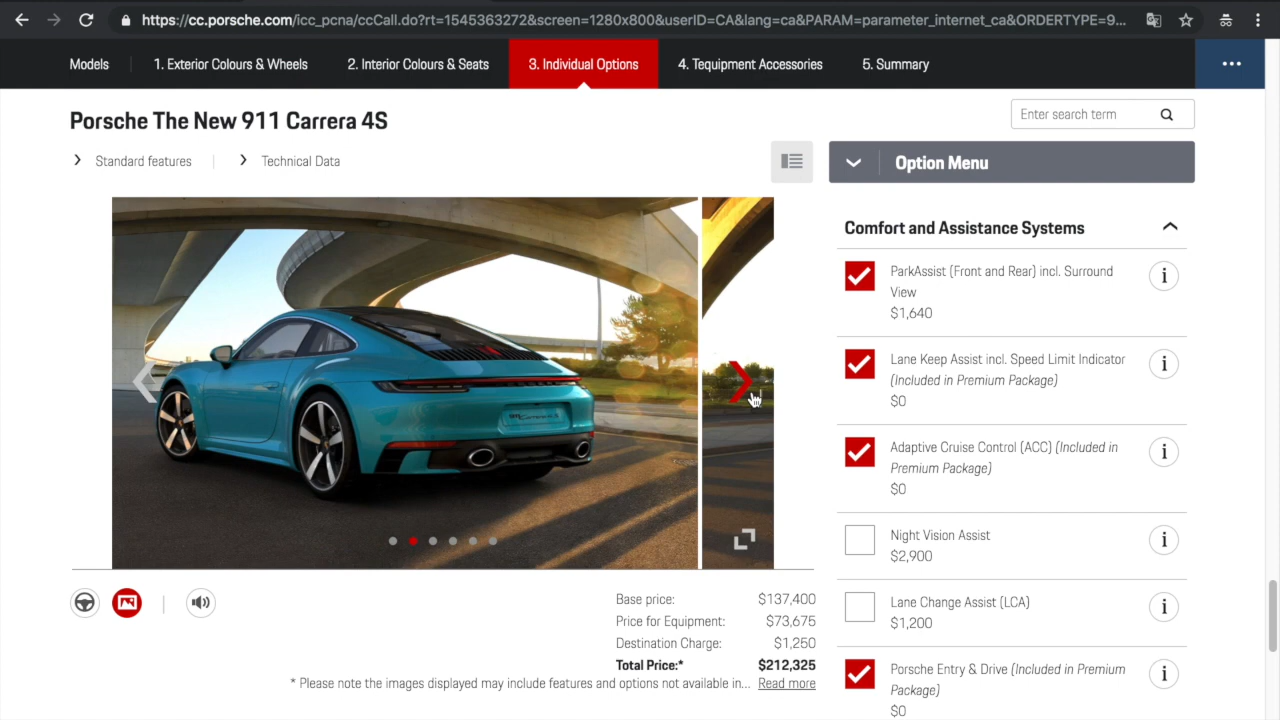 https://cc.porsche.com/icc_pcna/ccCall.do?rt=1545363272&screen=1280x800&userID=CA&lang=ca&PARAM=parameter_internet_ca&ORDERTYPE=9...
Models
1. Exterior Colours & Wheels
2. Interior Colours & Seats
3. Individual Options
4. Tequipment Accessories
5. Summary
Porsche The New 911 Carrera 4S
Enter search term
Standard features
Technical Data
Option Menu
Comfort and Assistance Systems
ParkAssist (Front and Rear) incl. Surround
View
$1,640
Lane Keep Assist incl. Speed Limit Indicator
(Included in Premium Package)
$0
Adaptive Cruise Control (ACC) (Included in
Premium Package)
$0
Night Vision Assist
$2,900
Lane Change Assist (LCA)
$1,200
Porsche Entry & Drive (Included in Premium
Package)
$0
Base price: $137,400
Price for Equipment: $73,675
Destination Charge: $1,250
Total Price:* $212,325
* Please note the images displayed may include features and options not available in... Read more